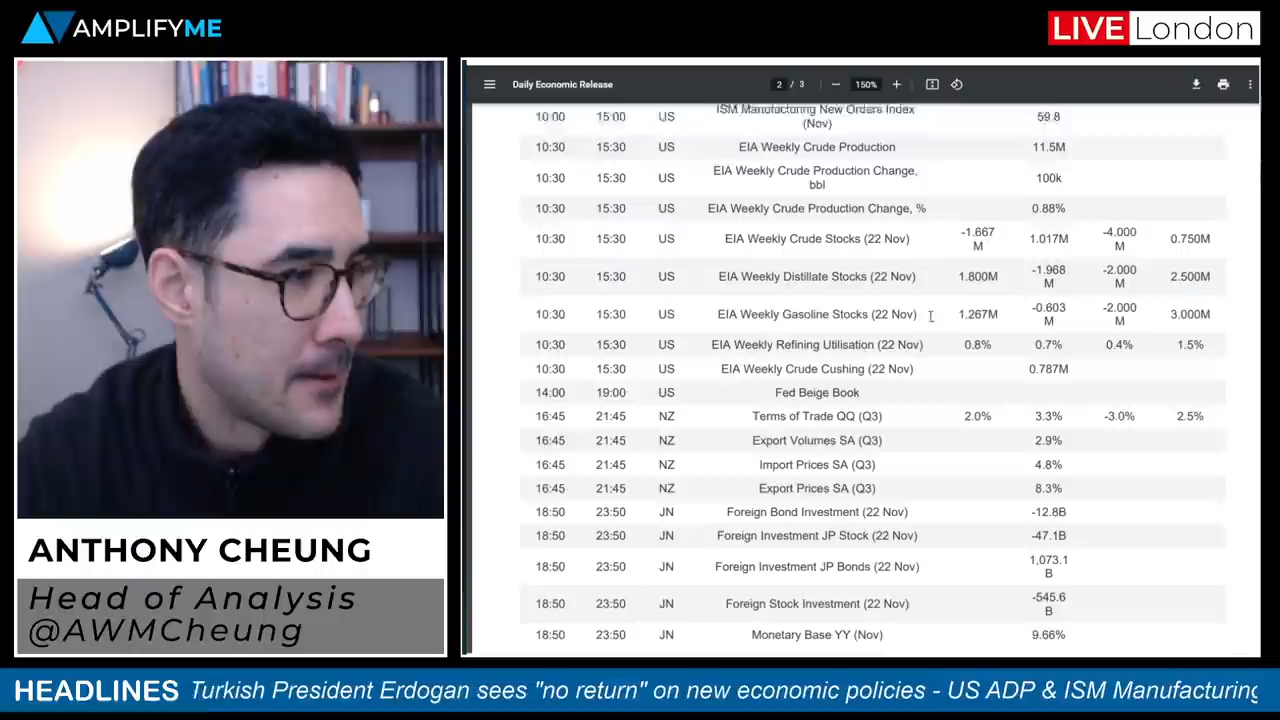 AMPLIFYME
LIVE London
Daily Economic Release
2 / 3
150%
10:00 15:00 US ISM Manufacturing New Orders Index (Nov) 59.8
10:30 15:30 US EIA Weekly Crude Production 11.5M
10:30 15:30 US EIA Weekly Crude Production Change, bbl 100k
10:30 15:30 US EIA Weekly Crude Production Change, % 0.88%
10:30 15:30 US EIA Weekly Crude Stocks (22 Nov) -1.667 M 1.017M -4.000 M 0.750M
10:30 15:30 US EIA Weekly Distillate Stocks (22 Nov) 1.800M -1.968 M -2.000 M 2.500M
10:30 15:30 US EIA Weekly Gasoline Stocks (22 Nov) 1.267M -0.603 M -2.000 M 3.000M
10:30 15:30 US EIA Weekly Refining Utilisation (22 Nov) 0.8% 0.7% 0.4% 1.5%
10:30 15:30 US EIA Weekly Crude Cushing (22 Nov) 0.787M
14:00 19:00 US Fed Beige Book
16:45 21:45 NZ Terms of Trade QQ (Q3) 2.0% 3.3% -3.0% 2.5%
16:45 21:45 NZ Export Volumes SA (Q3) 2.9%
16:45 21:45 NZ Import Prices SA (Q3) 4.8%
16:45 21:45 NZ Export Prices SA (Q3) 8.3%
18:50 23:50 JN Foreign Bond Investment (22 Nov) -12.8B
18:50 23:50 JN Foreign Investment JP Stock (22 Nov) -47.1B
18:50 23:50 JN Foreign Investment JP Bonds (22 Nov) 1,073.1 B
18:50 23:50 JN Foreign Stock Investment (22 Nov) -545.6 B
18:50 23:50 JN Monetary Base YY (Nov) 9.66%
ANTHONY CHEUNG
Head of Analysis
@AWMCheung
HEADLINES Turkish President Erdogan sees "no return" on new economic policies - US ADP & ISM Manufacturing